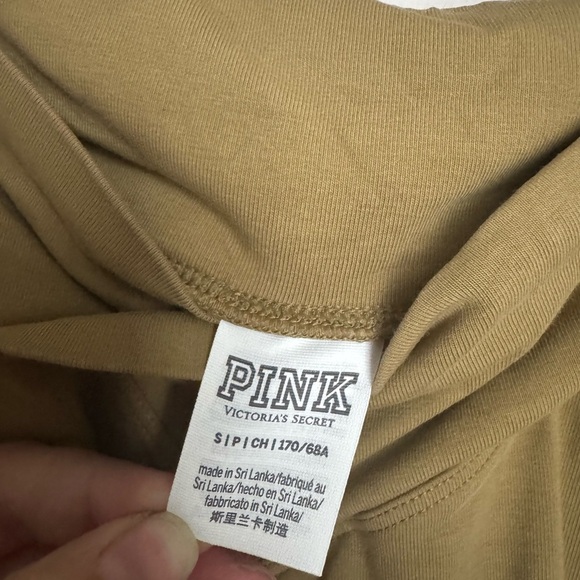 PINK
VICTORIA'S SECRET
S|P|CH|170/68A
made in Sri Lanka/fabriqué au
Sri Lanka/hecho en Sri Lanka/
fabbricato in Sri Lanka/
斯里兰卡制造